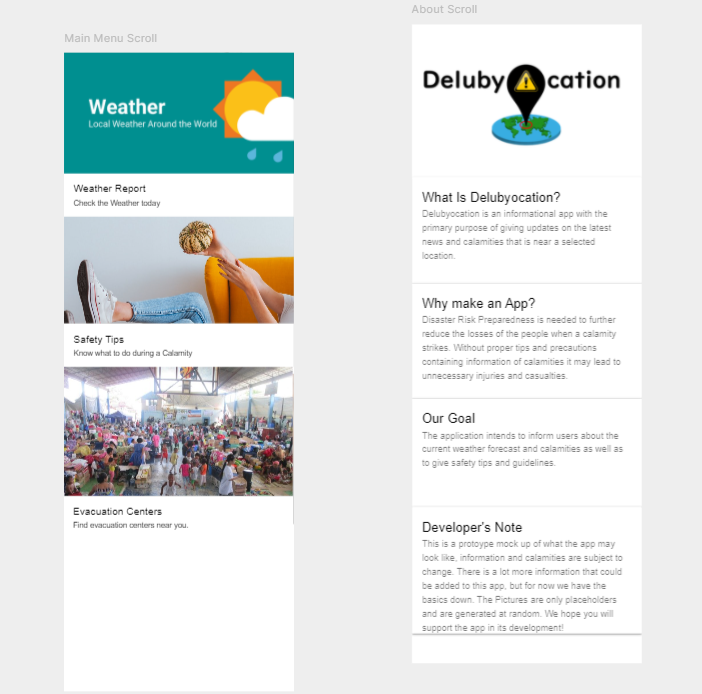 Main Menu Scroll
Weather
Local Weather Around the World
Weather Report
Check the Weather today
Safety Tips
Know what to do during a Calamity
Evacuation Centers
Find evacuation centers near you.
About Scroll
Deluby cation
What Is Delubyocation?
Delubyocation is an informational app with the
primary purpose of giving updates on the latest
news and calamities that is near a selected
location.
Why make an App?
Disaster Risk Preparedness is needed to further
reduce the losses of the people when a calamity
strikes. Without proper tips and precautions
containing information of calamities it may lead to
unnecessary injuries and casualties.
Our Goal
The application intends to inform users about the
current weather forecast and calamities as well as
to give safety tips and guidelines.
Developer's Note
This is a protoype mock up of what the app may
look like, information and calamities are subject to
change. There is a lot more information that could
be added to this app, but for now we have the
basics down. The Pictures are only placeholders
and are generated at random. We hope you will
support the app in its development!